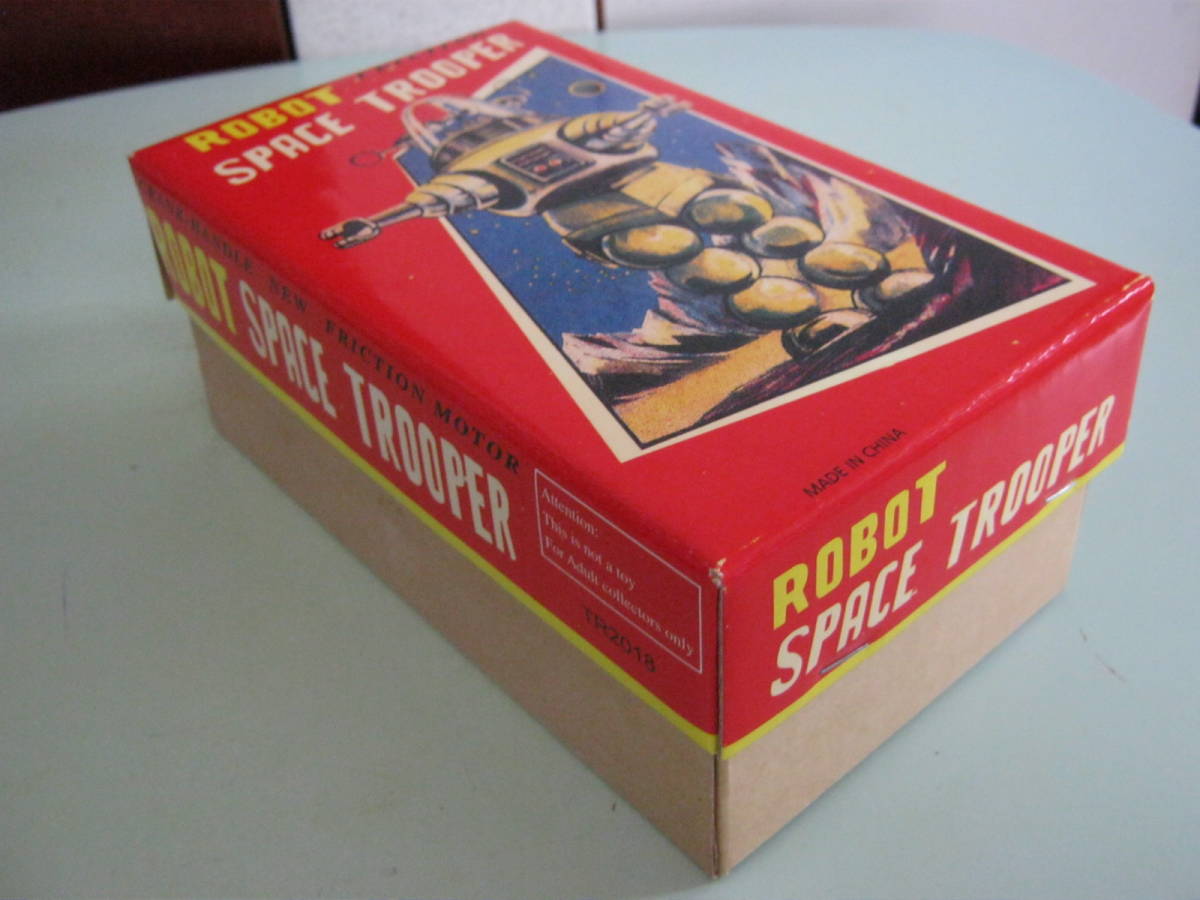 ROBOT
SPACE TROOPER
HANDLE NEW FRICTION MOTOR
ROBOT SPACE TROOPER
Attention:
This is not a toy
For Adult collectors only
TR2018
MADE IN CHINA
ROBOT
SPACE TROOPER